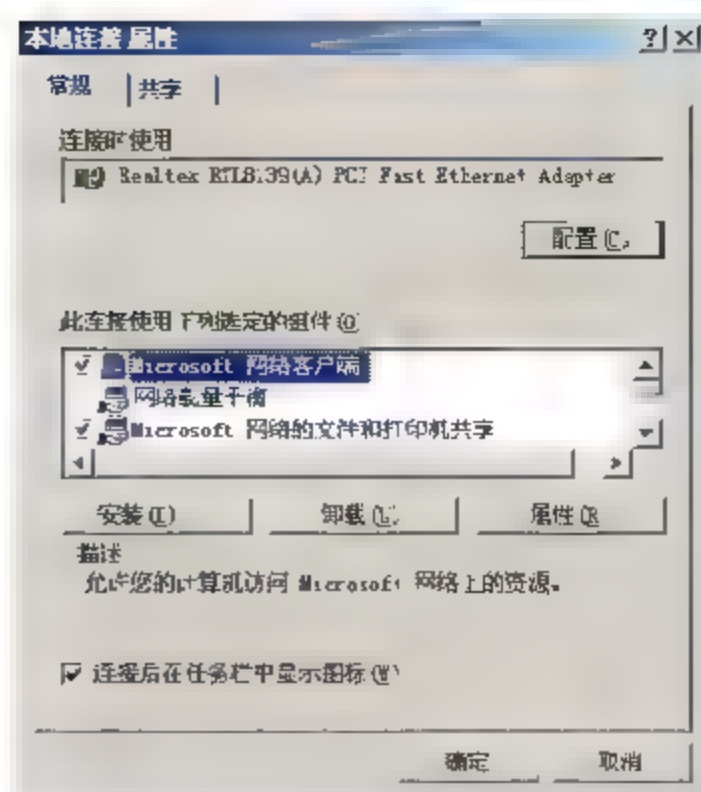 本地连接 属性
常规 共享
连接时使用
Realtek RTL8139(A) PCI Fast Ethernet Adapter
配置(C)
此连接使用下列选定的组件(O)
Microsoft 网络客户端
网络负载平衡
Microsoft 网络的文件和打印机共享
安装(I) 卸载(U) 属性(R)
描述
允许您的计算机访问 Microsoft 网络上的资源。
连接后在任务栏中显示图标(W)
确定 取消